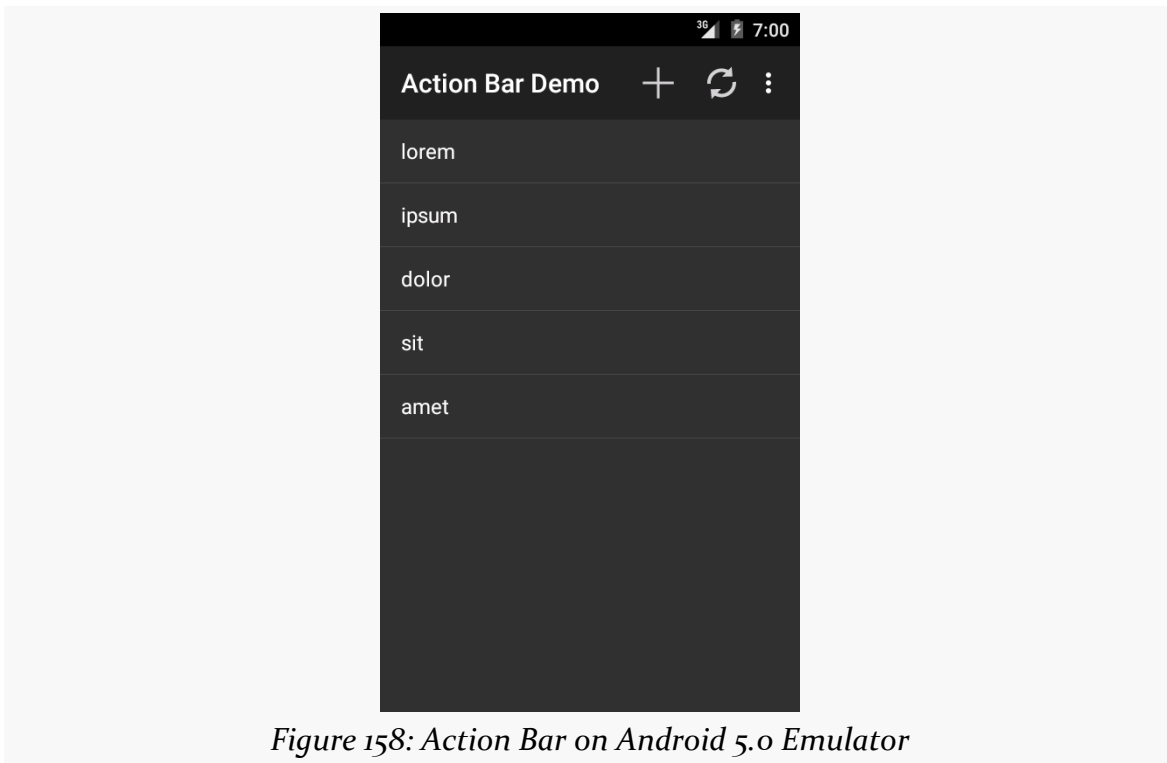 3G 7:00
Action Bar Demo
lorem
ipsum
dolor
sit
amet
Figure 158: Action Bar on Android 5.0 Emulator